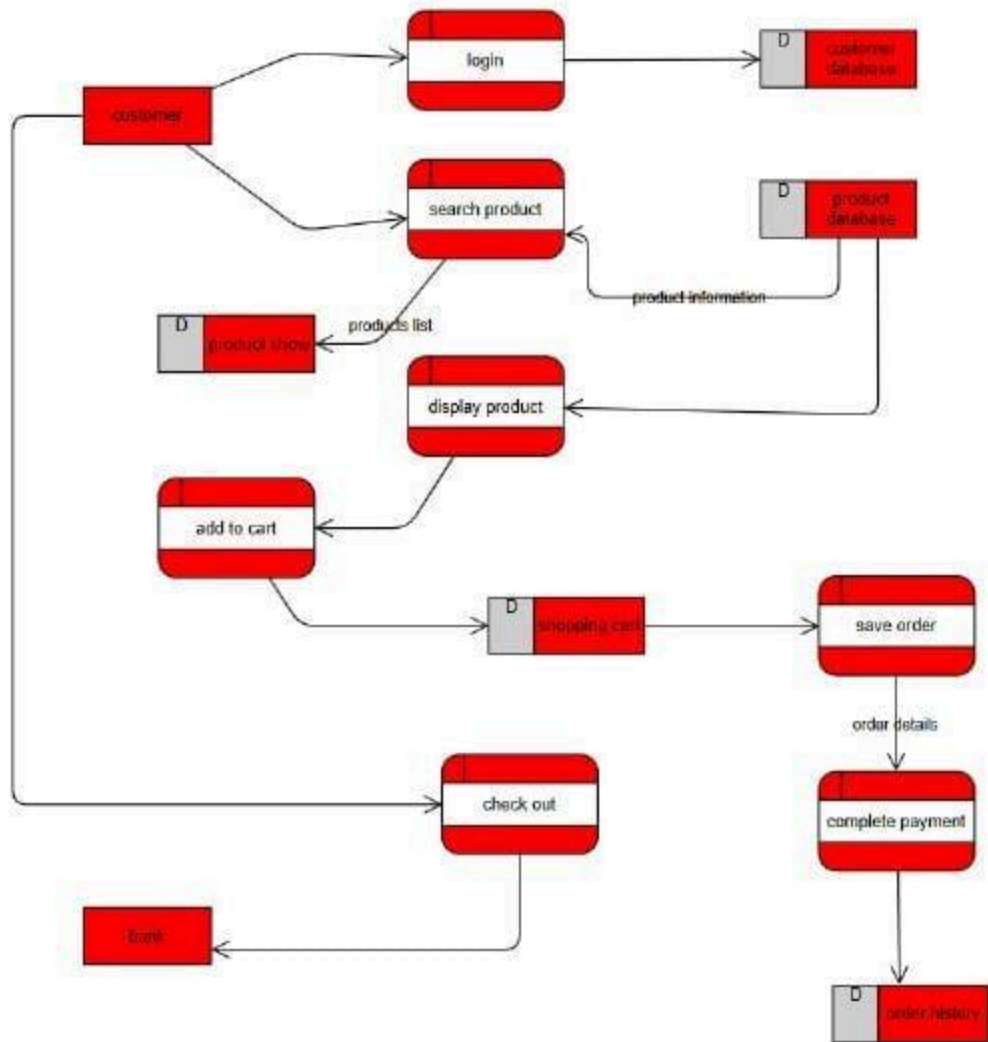 login
D
customer
database
customer
search product
D
product
database
product information
products list
D
product show
display product
add to cart
D
shopping cart
save order
order details
check out
complete payment
bank
D
order history